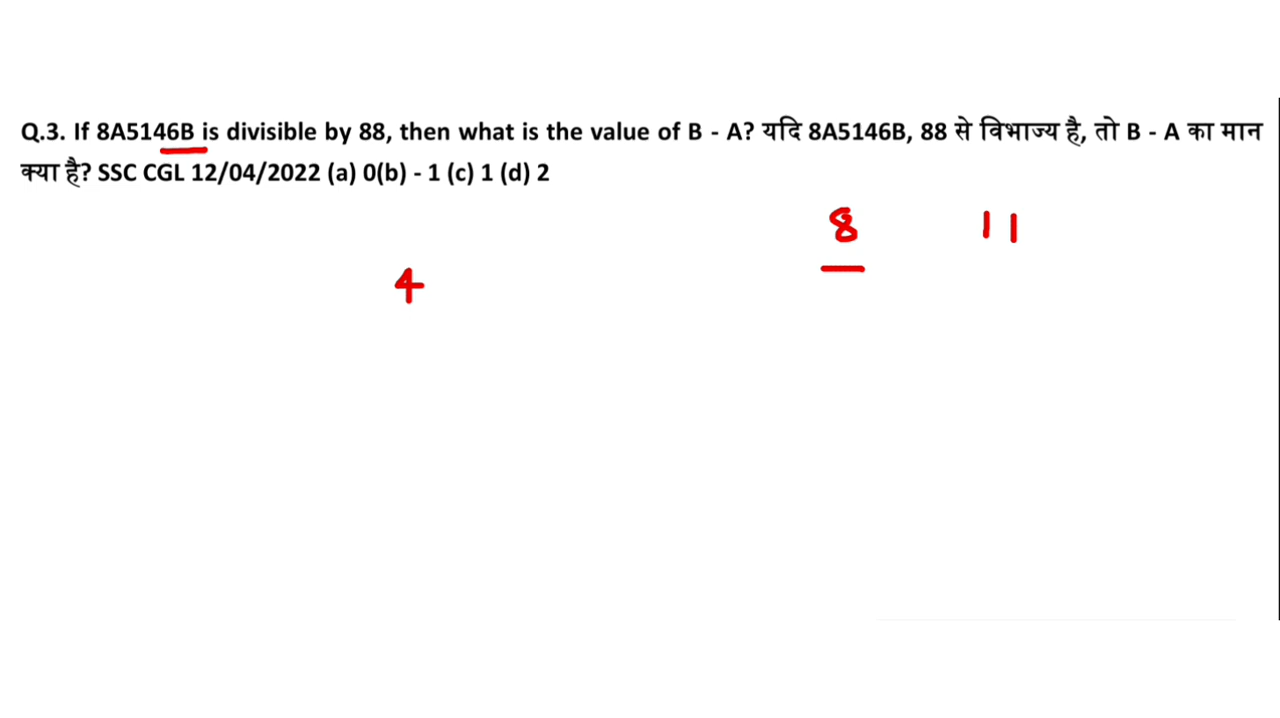 Q.3. If 8A5146B is divisible by 88, then what is the value of B - A? यदि 8A5146B, 88 से विभाज्य है, तो B - A का मान
क्या है? SSC CGL 12/04/2022 (a) 0(b) - 1 (c) 1 (d) 2
8 11
4